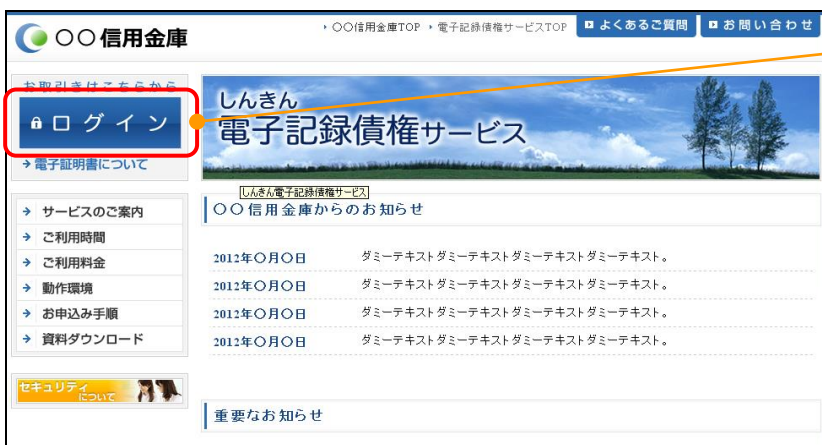 〇〇信用金庫
〇〇信用金庫TOP
電子記録債権サービスTOP
よくあるご質問
お問い合わせ
お取引きはこちらから
ログイン
電子証明書について
しんきん
電子記録債権サービス
しんきん電子記録債権サービス
サービスのご案内
ご利用時間
ご利用料金
動作環境
お申込み手順
資料ダウンロード
セキュリティ
について
〇〇信用金庫からのお知らせ
2012年〇月〇日 ダミーテキストダミーテキストダミーテキストダミーテキスト。
2012年〇月〇日 ダミーテキストダミーテキストダミーテキストダミーテキスト。
2012年〇月〇日 ダミーテキストダミーテキストダミーテキストダミーテキスト。
2012年〇月〇日 ダミーテキストダミーテキストダミーテキストダミーテキスト。
重要なお知らせ